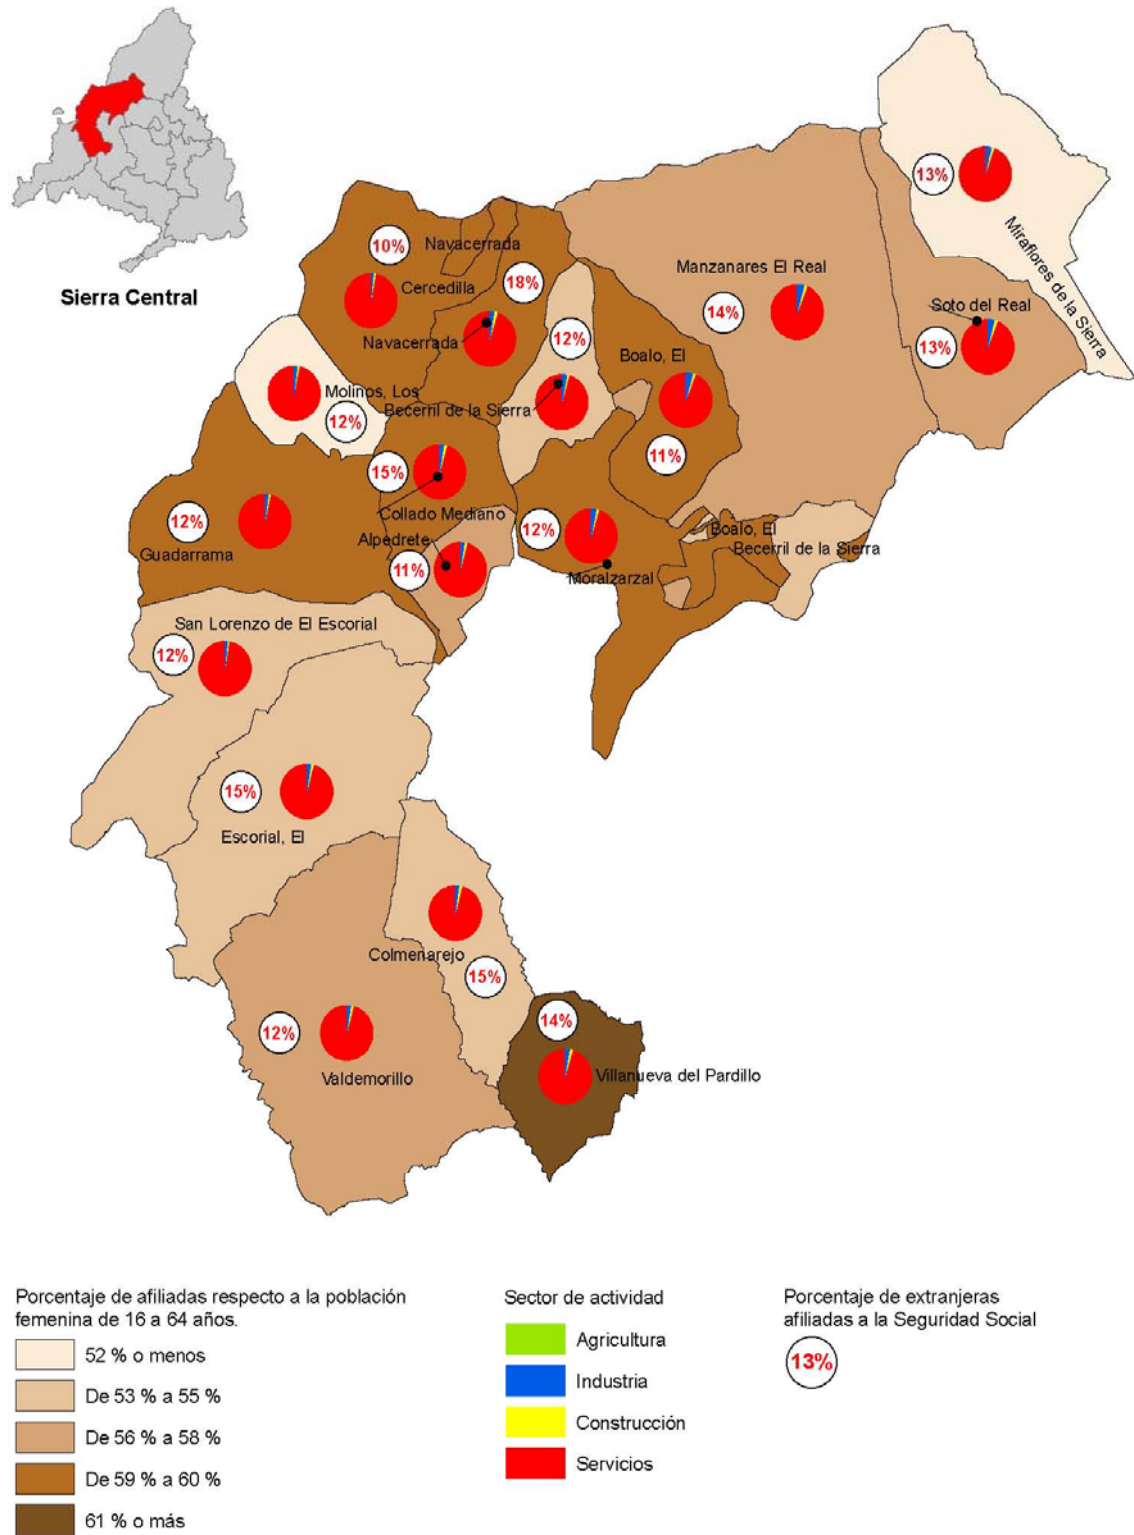 Sierra Central
13%
Miraflores de la Sierra
10%
Navacerrada
Manzanares El Real
18%
Cercedilla
14%
Soto del Real
Navacerrada
12%
Boalo, El
13%
Molinos, Los
Becerril de la Sierra
12%
11%
15%
12%
Collado Mediano
12%
Boalo, El
Guadarrama
Alpedrete
Becerril de la Sierra
11%
Moralzarzal
San Lorenzo de El Escorial
12%
15%
Escorial, El
Colmenarejo
15%
14%
12%
Valdemorillo
Villanueva del Pardillo
Porcentaje de afiliadas respecto a la población
femenina de 16 a 64 años.
52 % o menos
De 53 % a 55 %
De 56 % a 58 %
De 59 % a 60 %
61 % o más
Sector de actividad
Agricultura
Industria
Construcción
Servicios
Porcentaje de extranjeras
afiliadas a la Seguridad Social
13%